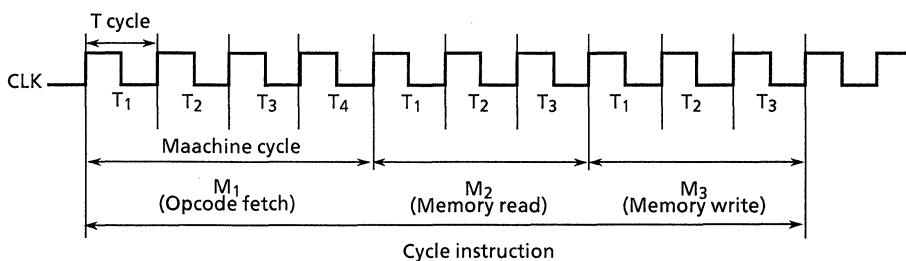 T cycle
CLK
T1 T2 T3 T4 T1 T2 T3 T1 T2 T3
Maachine cycle
M1 M2 M3
(Opcode fetch) (Memory read) (Memory write)
Cycle instruction